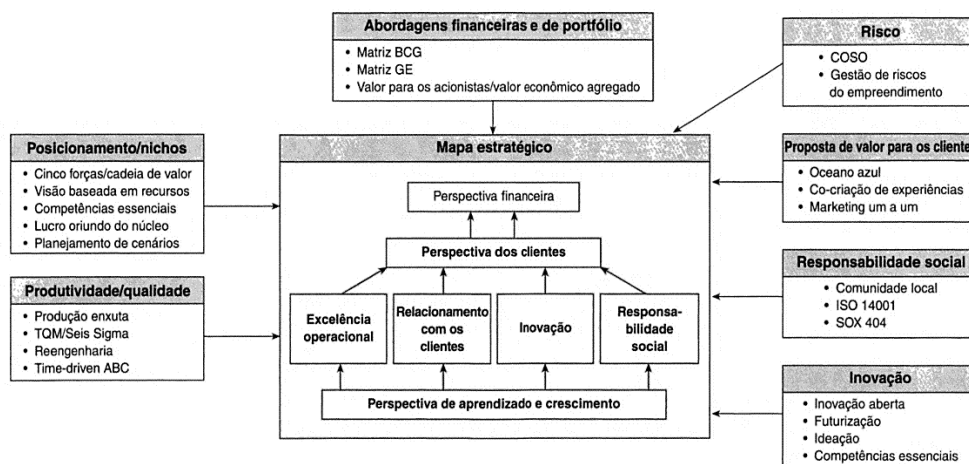 Abordagens financeiras e de portfólio
• Matriz BCG
• Matriz GE
• Valor para os acionistas/valor econômico agregado
Risco
• COSO
• Gestão de riscos
do empreendimento
Posicionamento/nichos
• Cinco forças/cadeia de valor
• Visão baseada em recursos
• Competências essenciais
• Lucro oriundo do núcleo
• Planejamento de cenários
Produtividade/qualidade
• Produção enxuta
• TQM/Seis Sigma
• Reengenharia
• Time-driven ABC
Mapa estratégico
Perspectiva financeira
Perspectiva dos clientes
Excelência
operacional
Relacionamento
com os
clientes
Inovação
Responsa-
bilidade
social
Perspectiva de aprendizado e crescimento
Proposta de valor para os cliente
• Oceano azul
• Co-criação de experiências
• Marketing um a um
Responsabilidade social
• Comunidade local
• ISO 14001
• SOX 404
Inovação
• Inovação aberta
• Futurização
• Ideação
• Competências essenciais